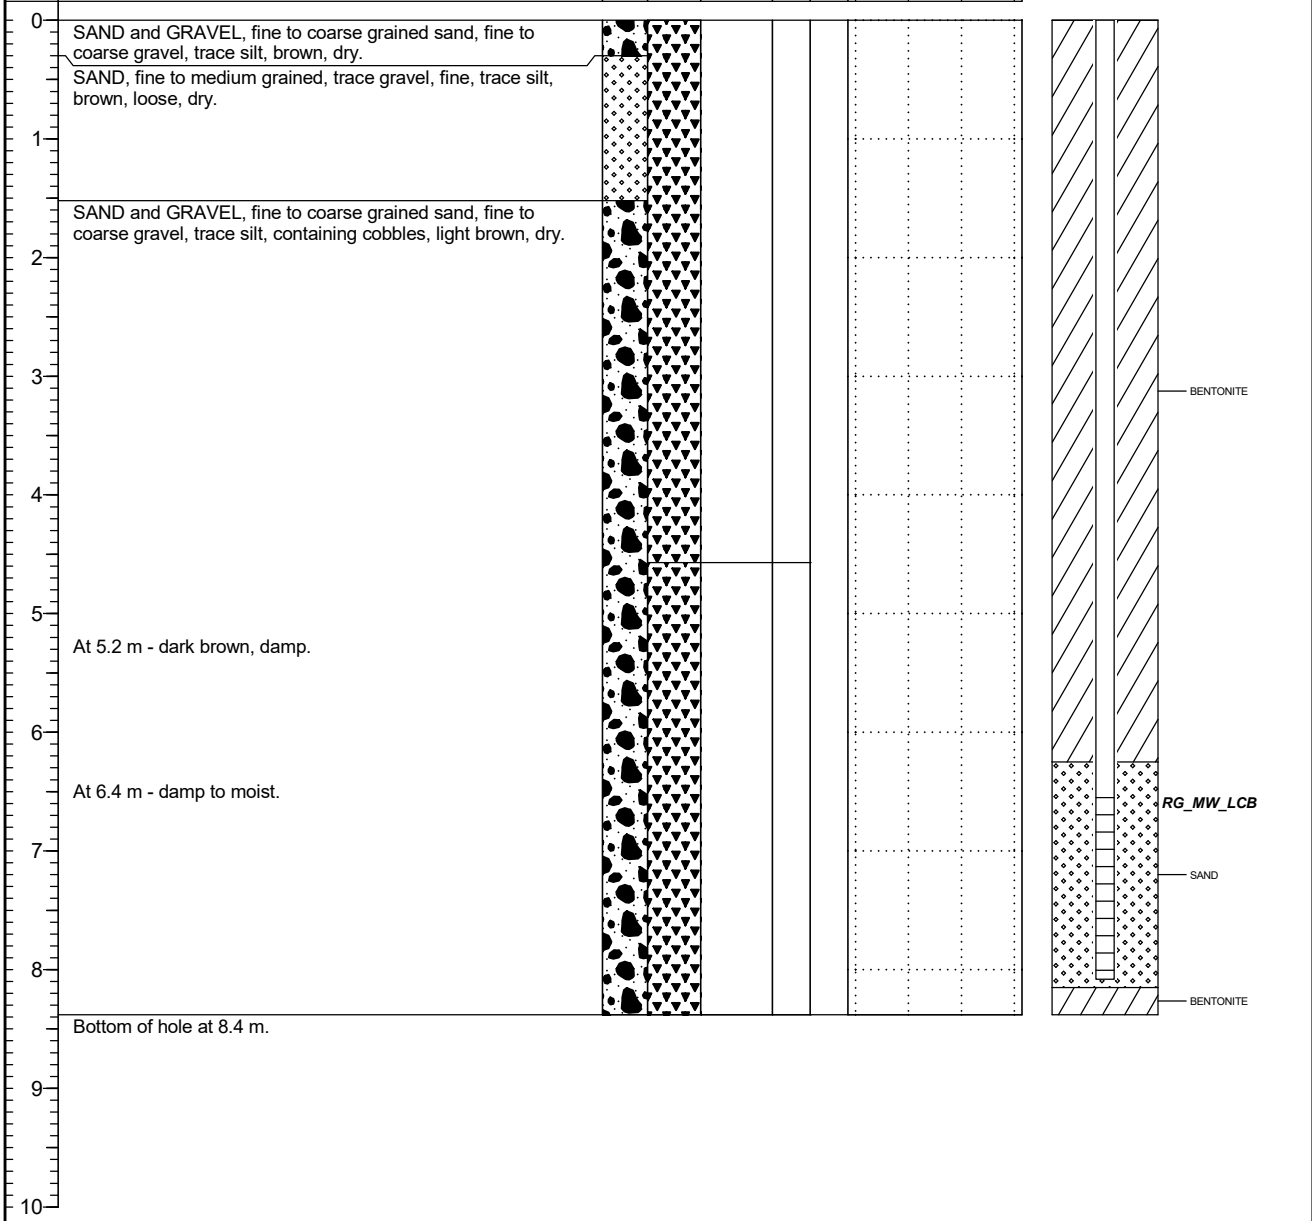 0
SAND and GRAVEL, fine to coarse grained sand, fine to
coarse gravel, trace silt, brown, dry.
SAND, fine to medium grained, trace gravel, fine, trace silt,
brown, loose, dry.
1
SAND and GRAVEL, fine to coarse grained sand, fine to
coarse gravel, trace silt, containing cobbles, light brown, dry.
2
3
BENTONITE
4
5
At 5.2 m - dark brown, damp.
6
At 6.4 m - damp to moist.
RG_MW_LCB
7
SAND
8
BENTONITE
Bottom of hole at 8.4 m.
9
10